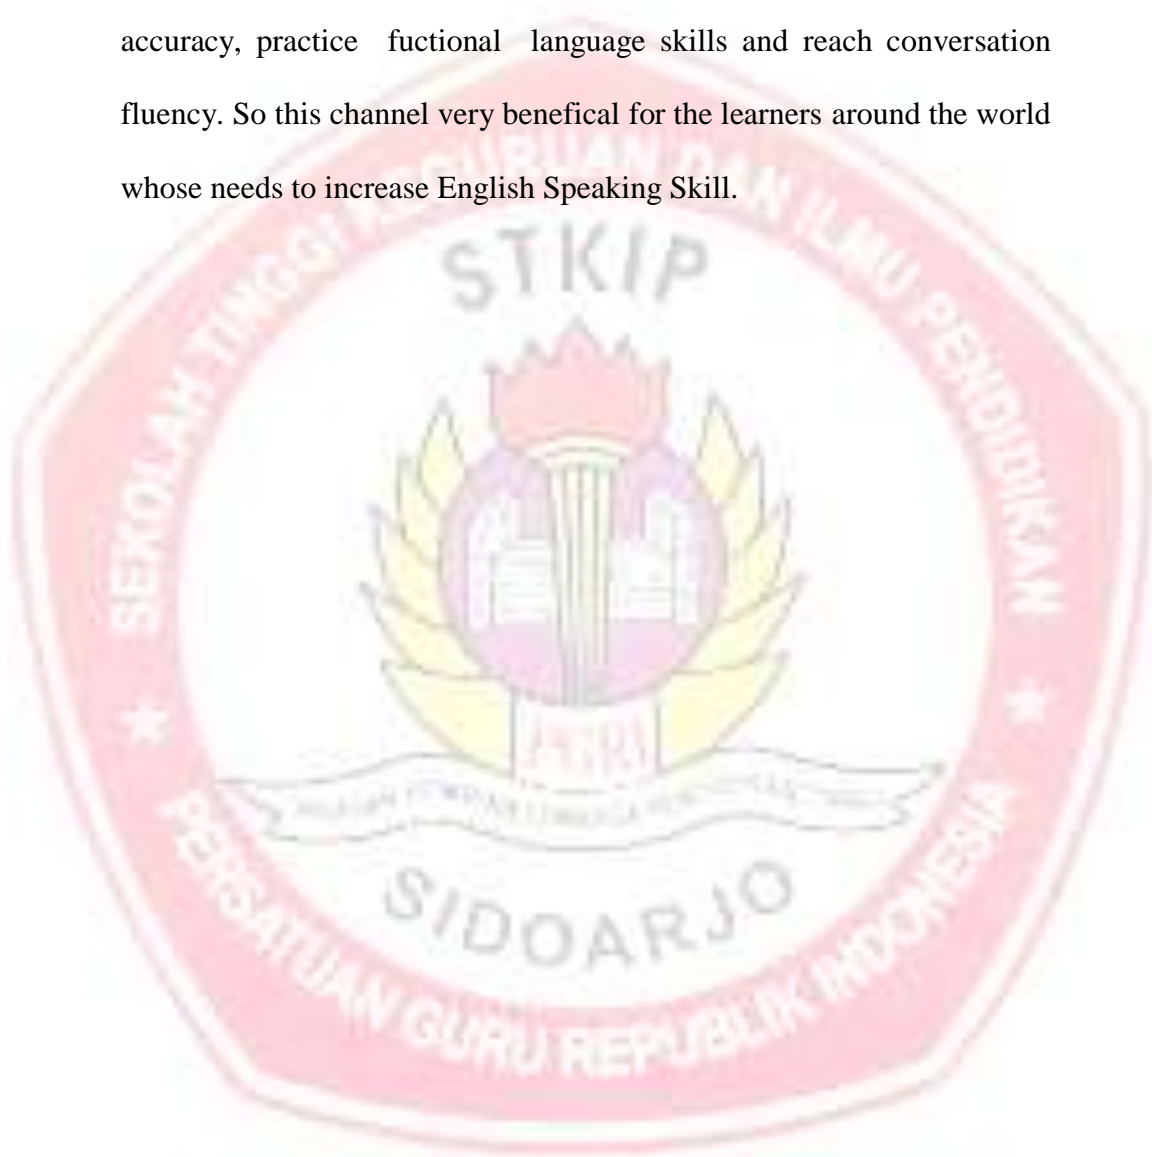 accuracy, practice fuctional language skills and reach conversation
fluency. So this channel very benefical for the learners around the world
whose needs to increase English Speaking Skill.
SEKOLAH TINGGI KEGURUAN DAN ILMU PENDIDIKAN
STKIP
SIDOARJO
PERSATUAN GURU REPUBLIK INDONESIA